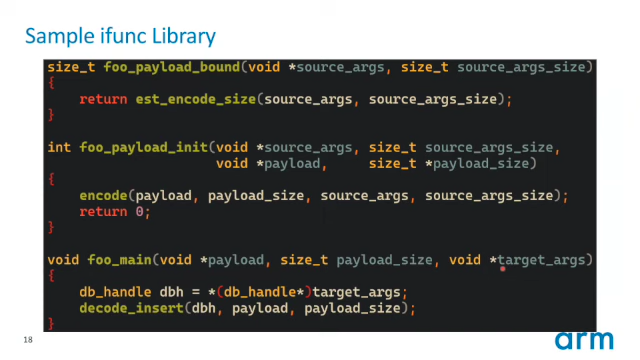 Sample ifunc Library
size_t foo_payload_bound(void *source_args, size_t source_args_size)
{
    return est_encode_size(source_args, source_args_size);
}
int foo_payload_init(void *source_args, size_t source_args_size,
                     void *payload,     size_t *payload_size)
{
    encode(payload, payload_size, source_args, source_args_size);
    return 0;
}
void foo_main(void *payload, size_t payload_size, void *target_args)
{
    db_handle dbh = *(db_handle*)target_args;
    decode_insert(dbh, payload, payload_size);
}
18
arm